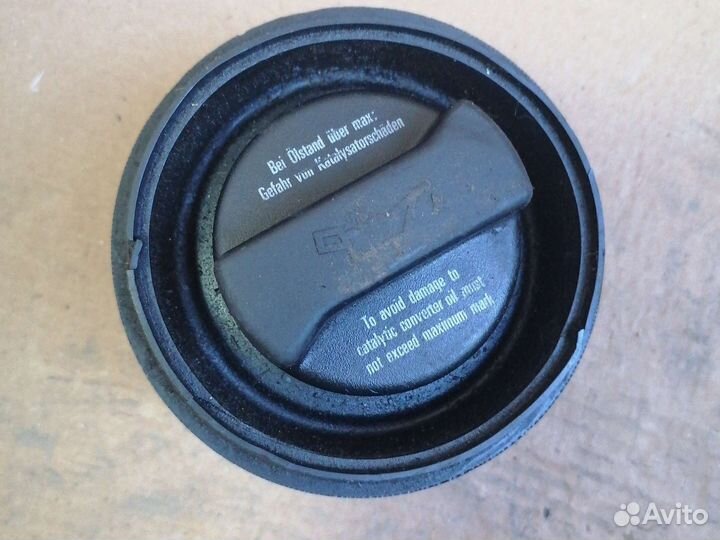 Bei Ölstand über max:
Gefahr von Katalysatorschäden
To avoid damage to
catalytic converter oil must
not exceed maximum mark
Avito